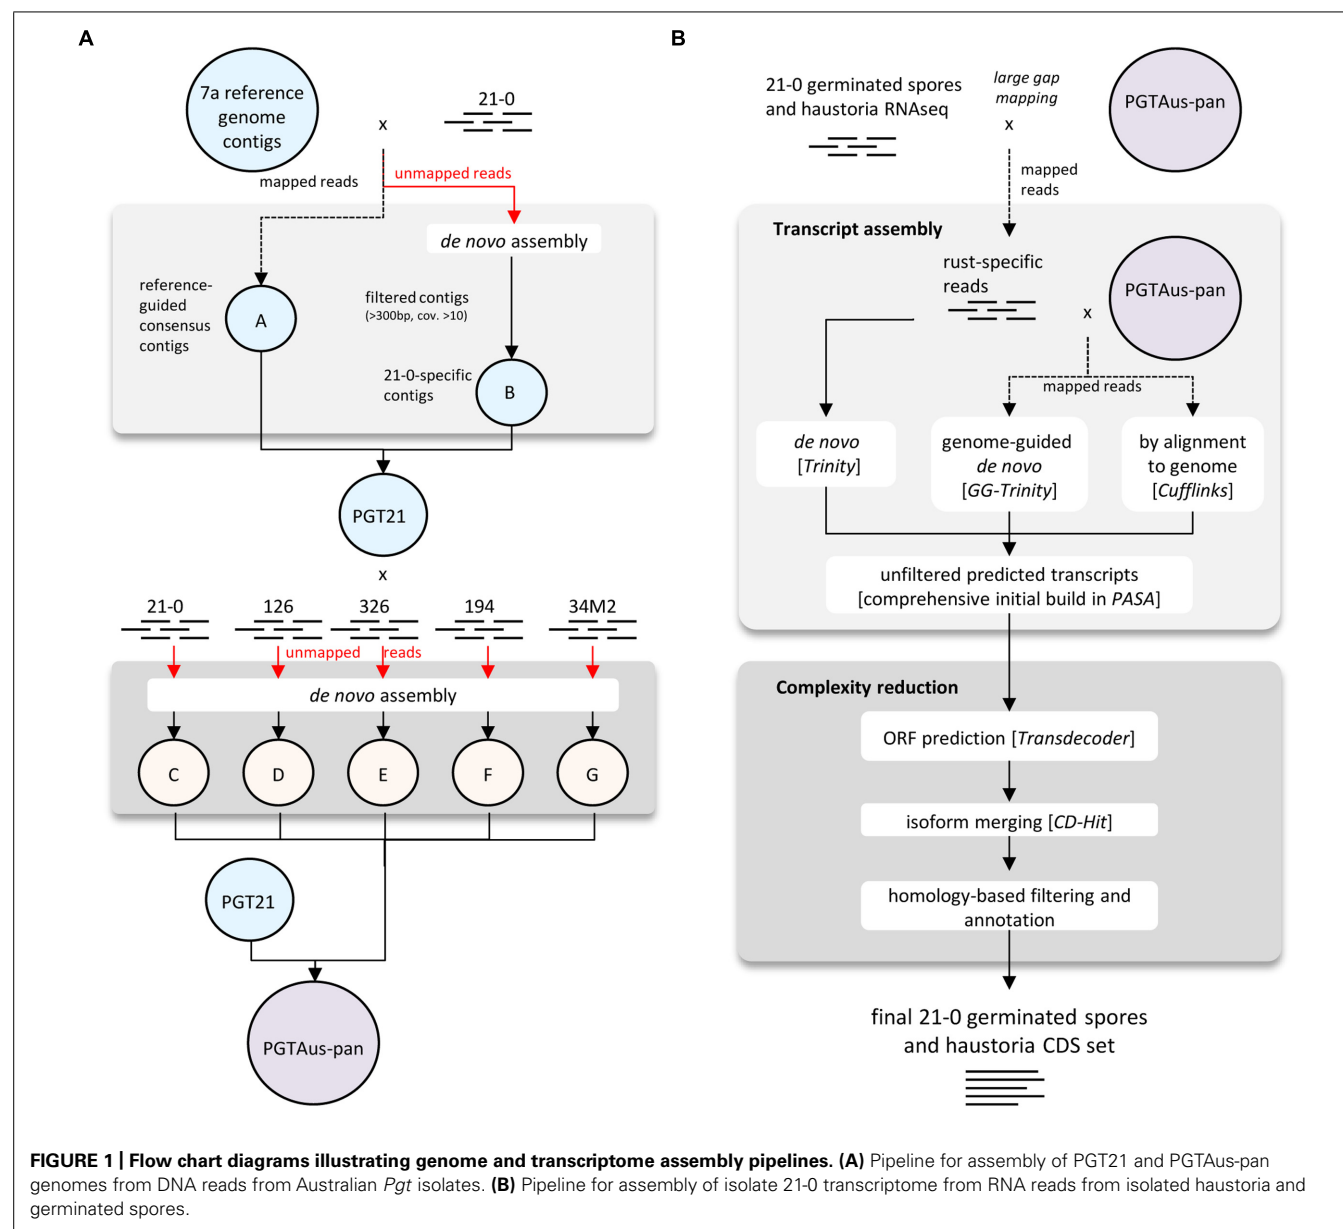 A
7a reference
genome
contigs
x
21-0
mapped reads
unmapped reads
de novo assembly
reference-
guided
consensus
contigs
A
filtered contigs
(>300bp, cov. >10)
21-0-specific
contigs
B
PGT21
x
21-0
126
326
194
34M2
unmapped reads
de novo assembly
C
D
E
F
G
PGT21
PGTAus-pan
B
21-0 germinated spores
and haustoria RNAseq
large gap
mapping
x
PGTAus-pan
mapped
reads
Transcript assembly
rust-specific
reads
x
PGTAus-pan
mapped reads
de novo
[Trinity]
genome-guided
de novo
[GG-Trinity]
by alignment
to genome
[Cufflinks]
unfiltered predicted transcripts
[comprehensive initial build in PASA]
Complexity reduction
ORF prediction [Transdecoder]
isoform merging [CD-Hit]
homology-based filtering and
annotation
final 21-0 germinated spores
and haustoria CDS set
FIGURE 1 | Flow chart diagrams illustrating genome and transcriptome assembly pipelines. (A) Pipeline for assembly of PGT21 and PGTAus-pan
genomes from DNA reads from Australian Pgt isolates. (B) Pipeline for assembly of isolate 21-0 transcriptome from RNA reads from isolated haustoria and
germinated spores.